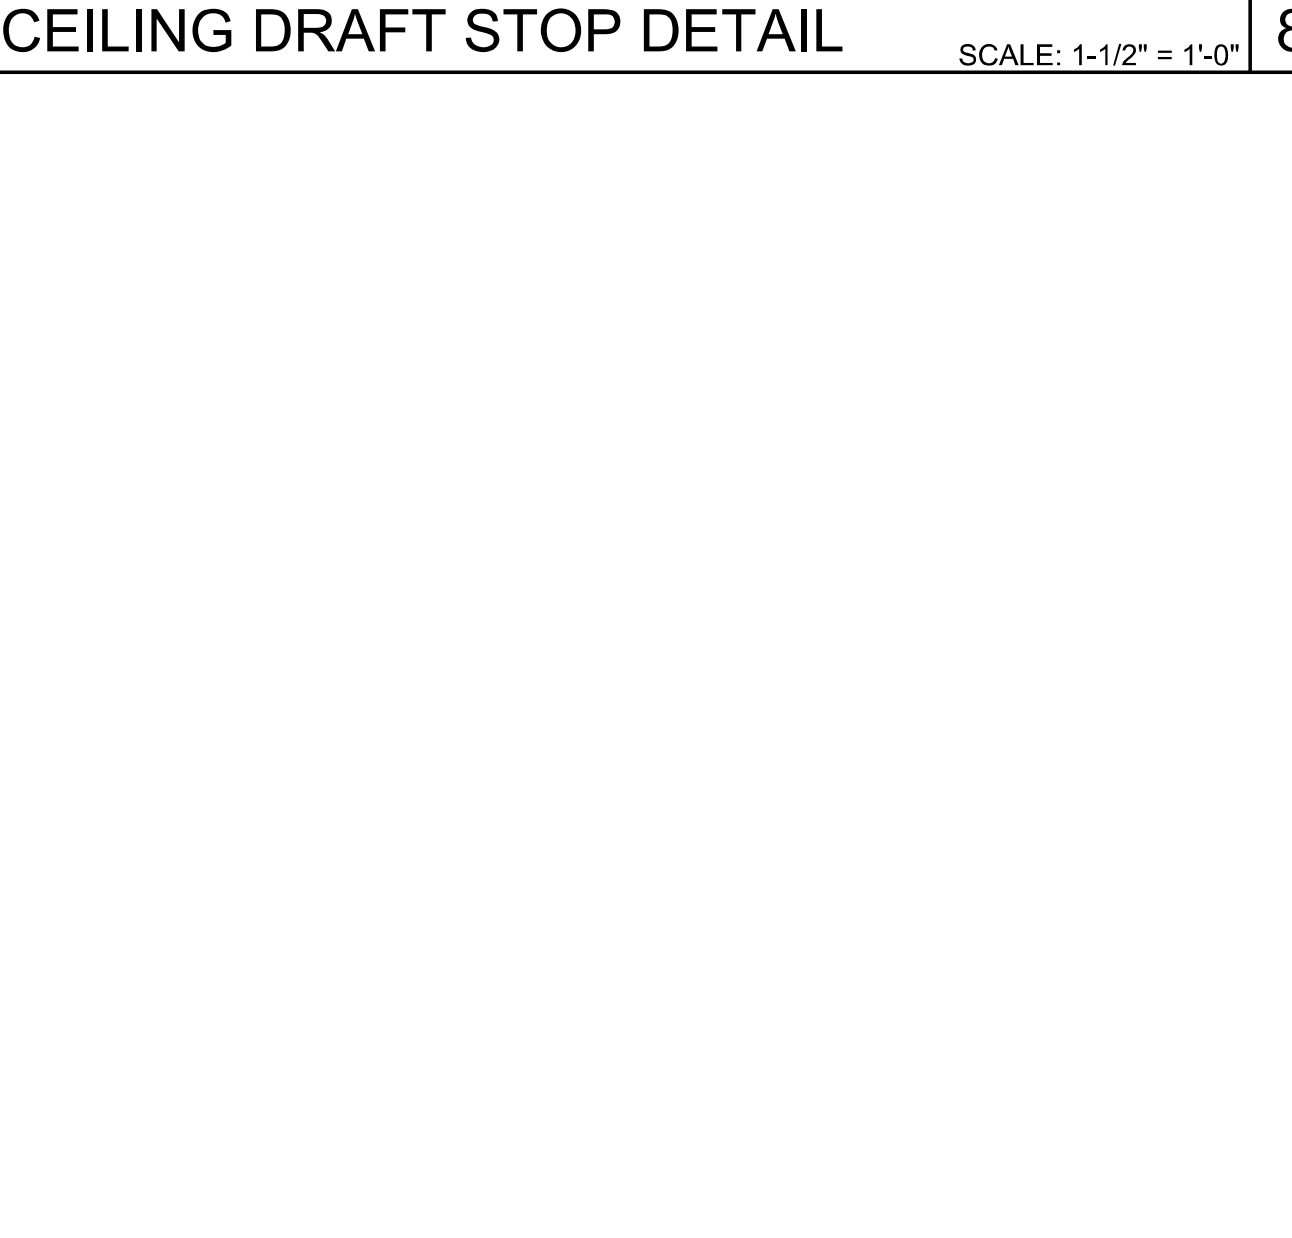 CEILING DRAFT STOP DETAIL
SCALE: 1-1/2" = 1'-0"